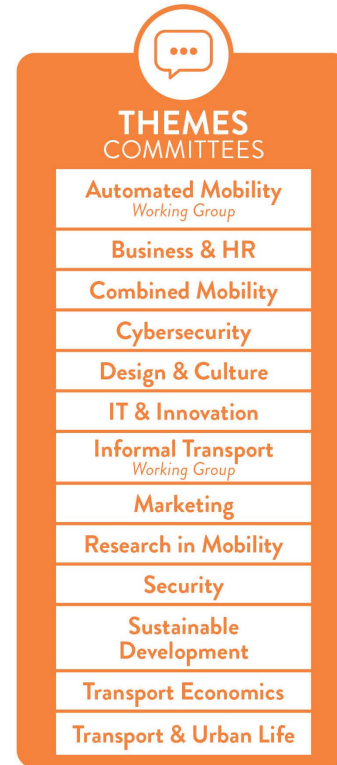 THEMES
COMMITTEES
Automated Mobility
Working Group
Business & HR
Combined Mobility
Cybersecurity
Design & Culture
IT & Innovation
Informal Transport
Working Group
Marketing
Research in Mobility
Security
Sustainable
Development
Transport Economics
Transport & Urban Life